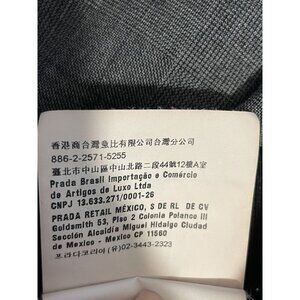 香港商台灣普比有限公司台灣分公司
886-2-2571-5255
臺北市中山區中山北路二段44號12樓A室
Prada Brasil Importação e Comércio
de Artigos de Luxo Ltda
CNPJ 13.633.271/0001-26
PRADA RETAIL MÉXICO, S DE RL DE CV
Goldsmith 53, Piso 2 Colonia Polanco III
Sección Alcaldía Miguel Hidalgo Ciudad
de Mexico - Mexico CP 11560
프라다코리아 (유) 02-3443-2323